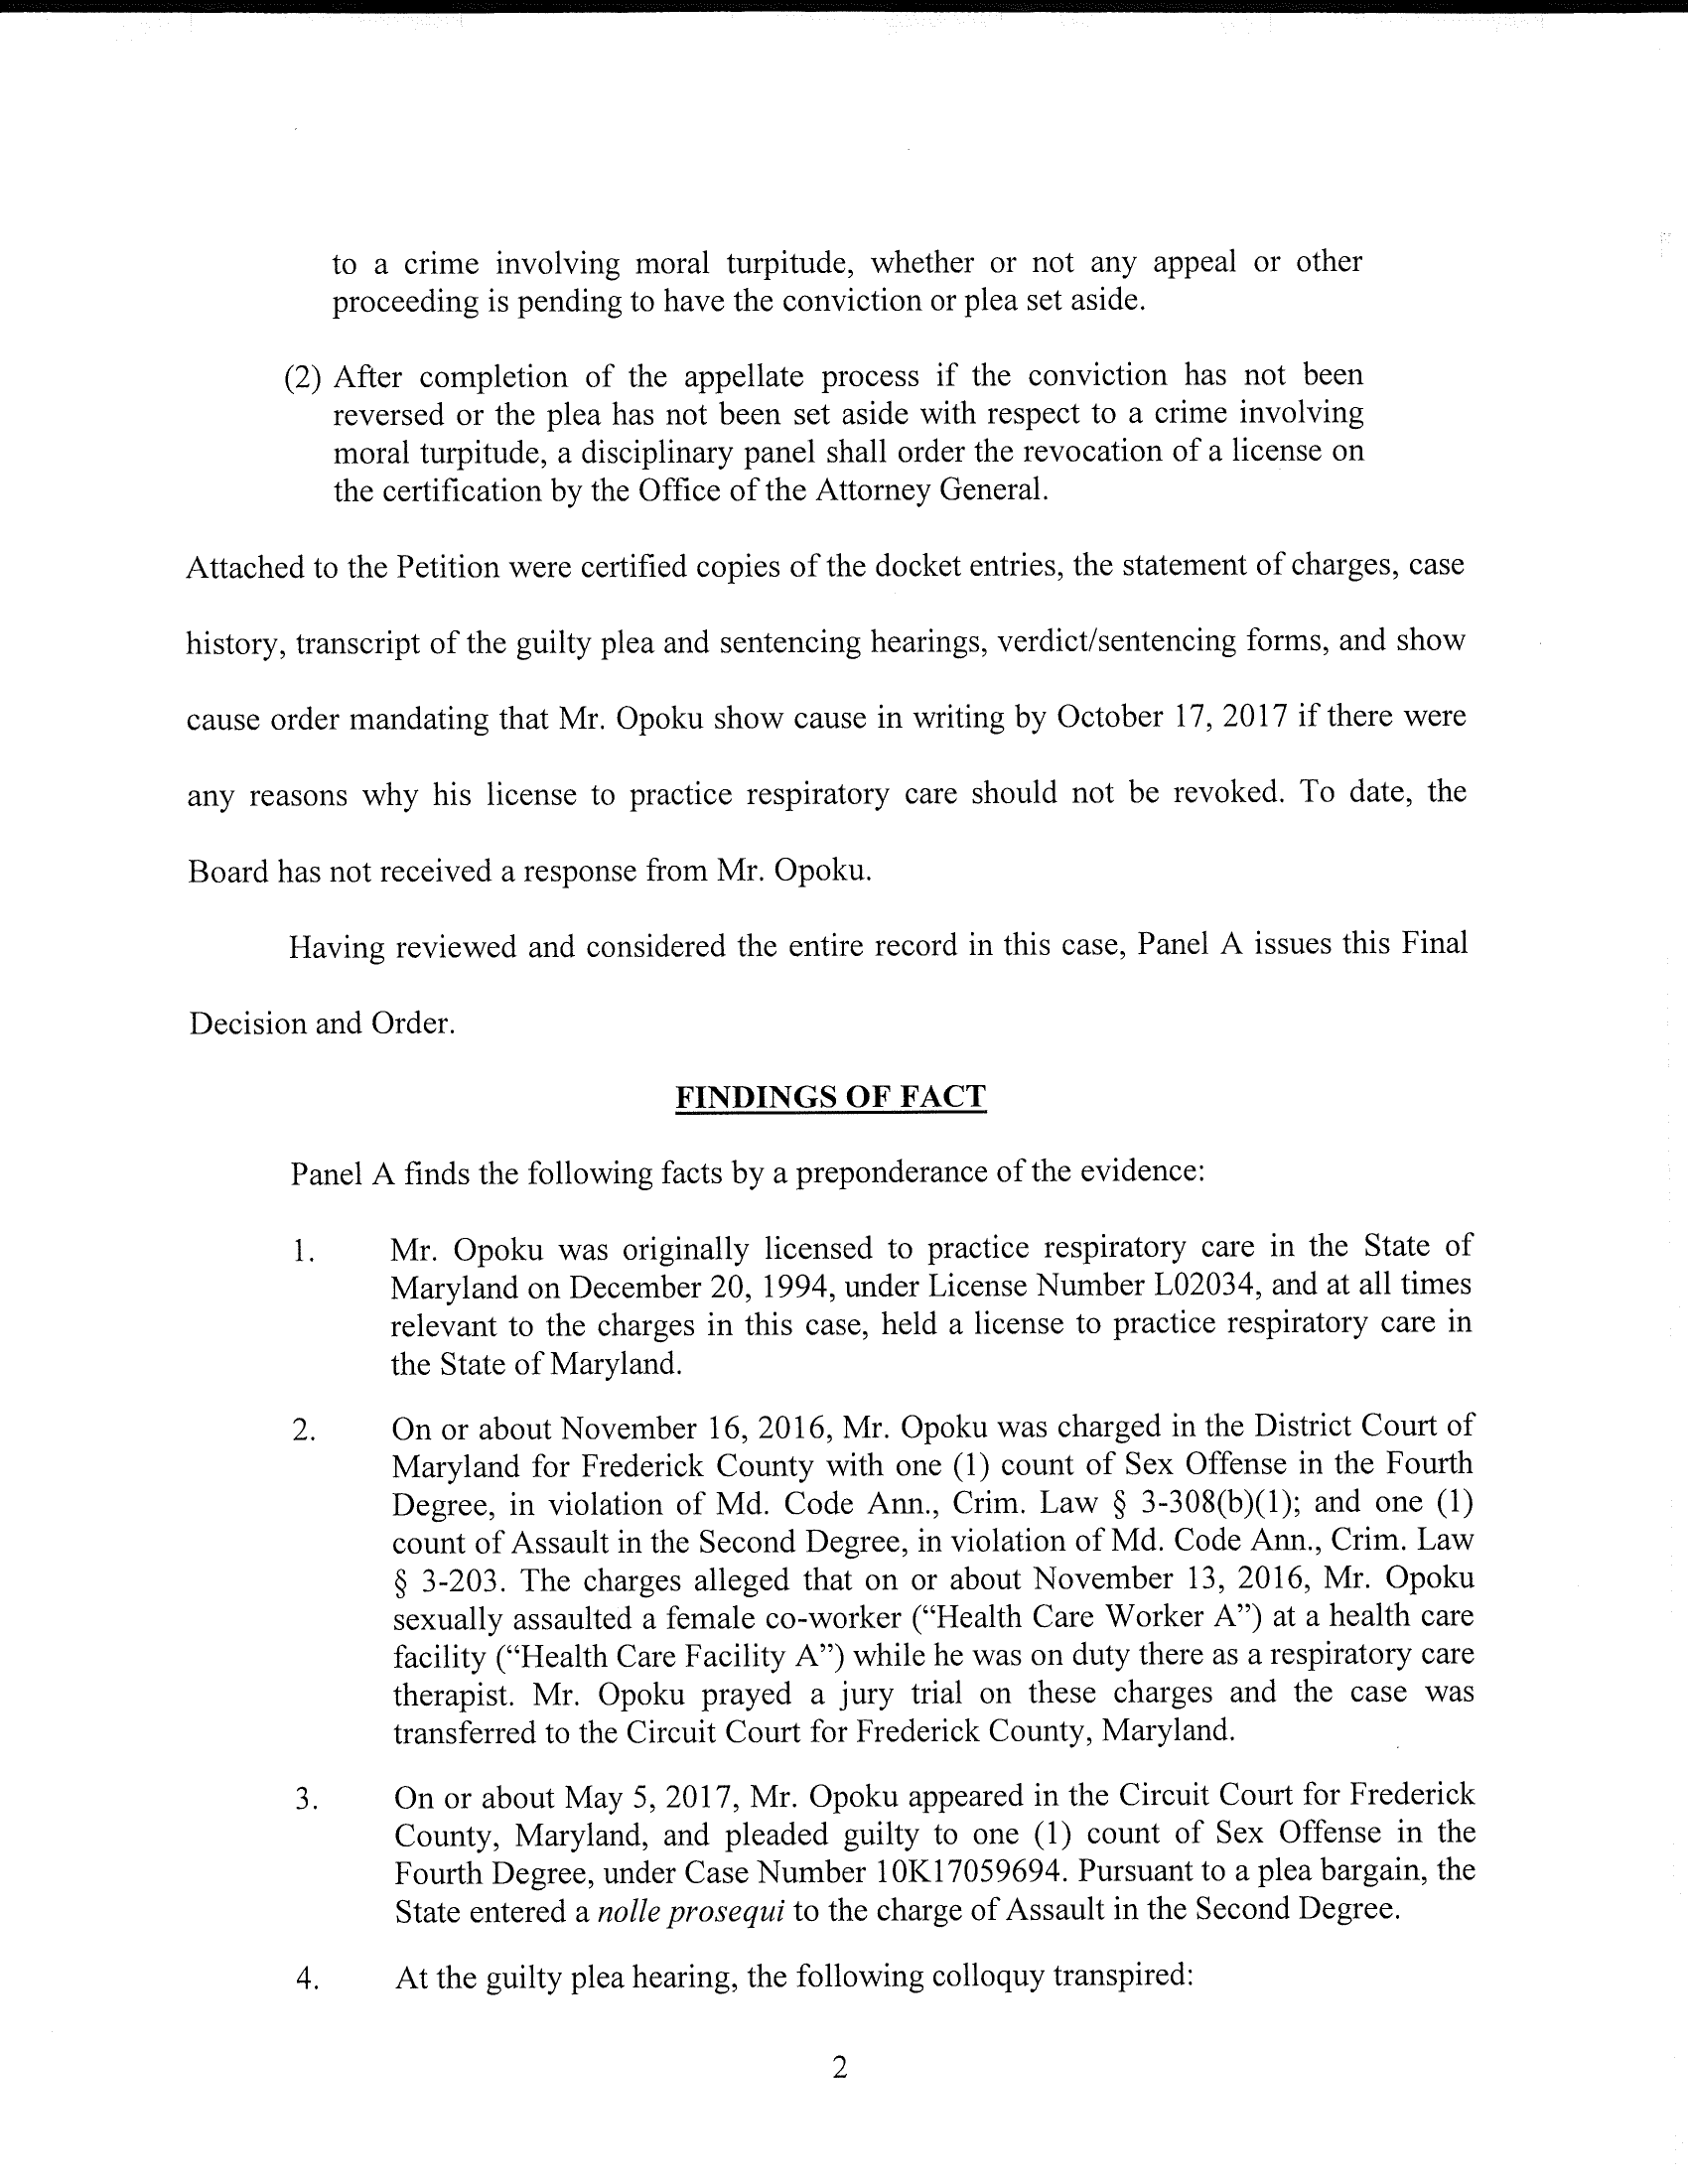 to a crime involving moral turpitude, whether or not any appeal or other
proceeding is pending to have the conviction or plea set aside.
(2) After completion of the appellate process if the conviction has not been
reversed or the plea has not been set aside with respect to a crime involving
moral turpitude, a disciplinary panel shall order the revocation of a license on
the certification by the Office of the Attorney General.
Attached to the Petition were certified copies of the docket entries, the statement of charges, case
history, transcript of the guilty plea and sentencing hearings, verdict/sentencing forms, and show
cause order mandating that Mr. Opoku show cause in writing by October 17, 2017 if there were
any reasons why his license to practice respiratory care should not be revoked. To date, the
Board has not received a response from Mr. Opoku.
Having reviewed and considered the entire record in this case, Panel A issues this Final
Decision and Order.
FINDINGS OF FACT
Panel A finds the following facts by a preponderance of the evidence:
1. Mr. Opoku was originally licensed to practice respiratory care in the State of
Maryland on December 20, 1994, under License Number L02034, and at all times
relevant to the charges in this case, held a license to practice respiratory care in
the State of Maryland.
2. On or about November 16, 2016, Mr. Opoku was charged in the District Court of
Maryland for Frederick County with one (1) count of Sex Offense in the Fourth
Degree, in violation of Md. Code Ann., Crim. Law § 3-308(b)(1); and one (1)
count of Assault in the Second Degree, in violation of Md. Code Ann., Crim. Law
§ 3-203. The charges alleged that on or about November 13, 2016, Mr. Opoku
sexually assaulted a female co-worker (“Health Care Worker A”) at a health care
facility (“Health Care Facility A”) while he was on duty there as a respiratory care
therapist. Mr. Opoku prayed a jury trial on these charges and the case was
transferred to the Circuit Court for Frederick County, Maryland.
3. On or about May 5, 2017, Mr. Opoku appeared in the Circuit Court for Frederick
County, Maryland, and pleaded guilty to one (1) count of Sex Offense in the
Fourth Degree, under Case Number 10K17059694. Pursuant to a plea bargain, the
State entered a nolle prosequi to the charge of Assault in the Second Degree.
4. At the guilty plea hearing, the following colloquy transpired:
2